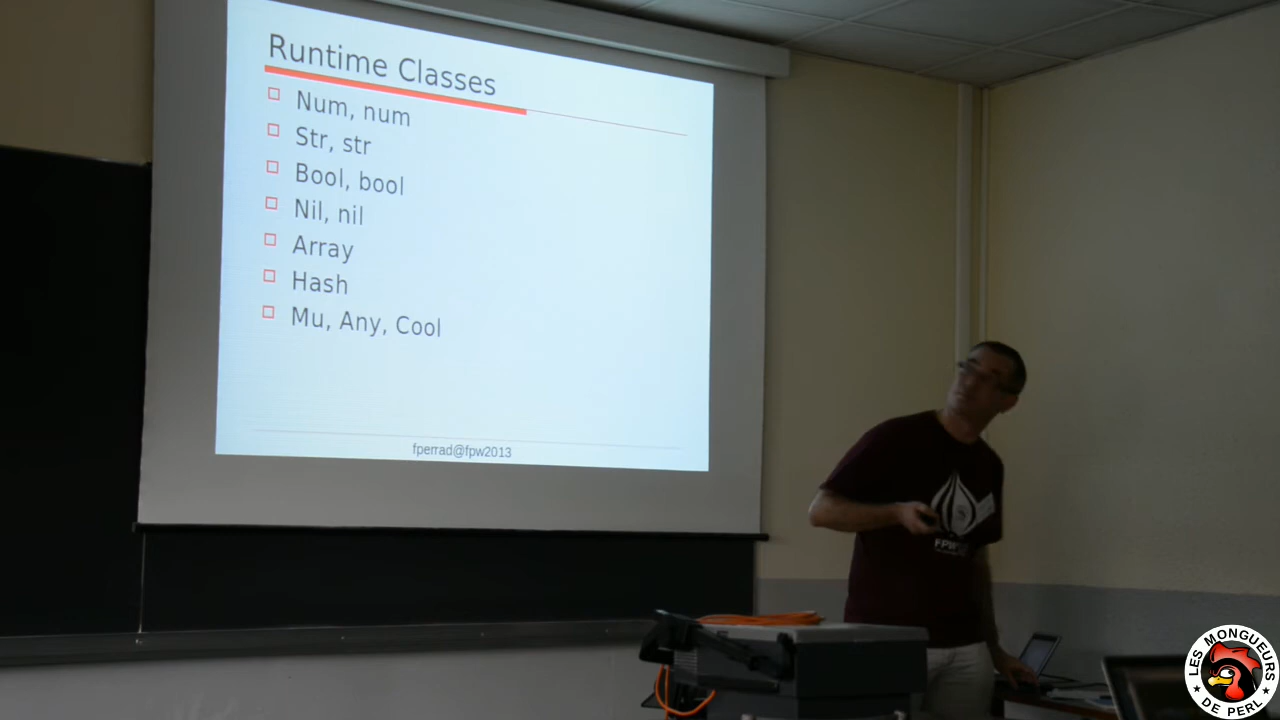 Runtime Classes
Num, num
Str, str
Bool, bool
Nil, nil
Array
Hash
Mu, Any, Cool
fperrad@fpw2013
LES MONGUEURS
★ DE PERL ★